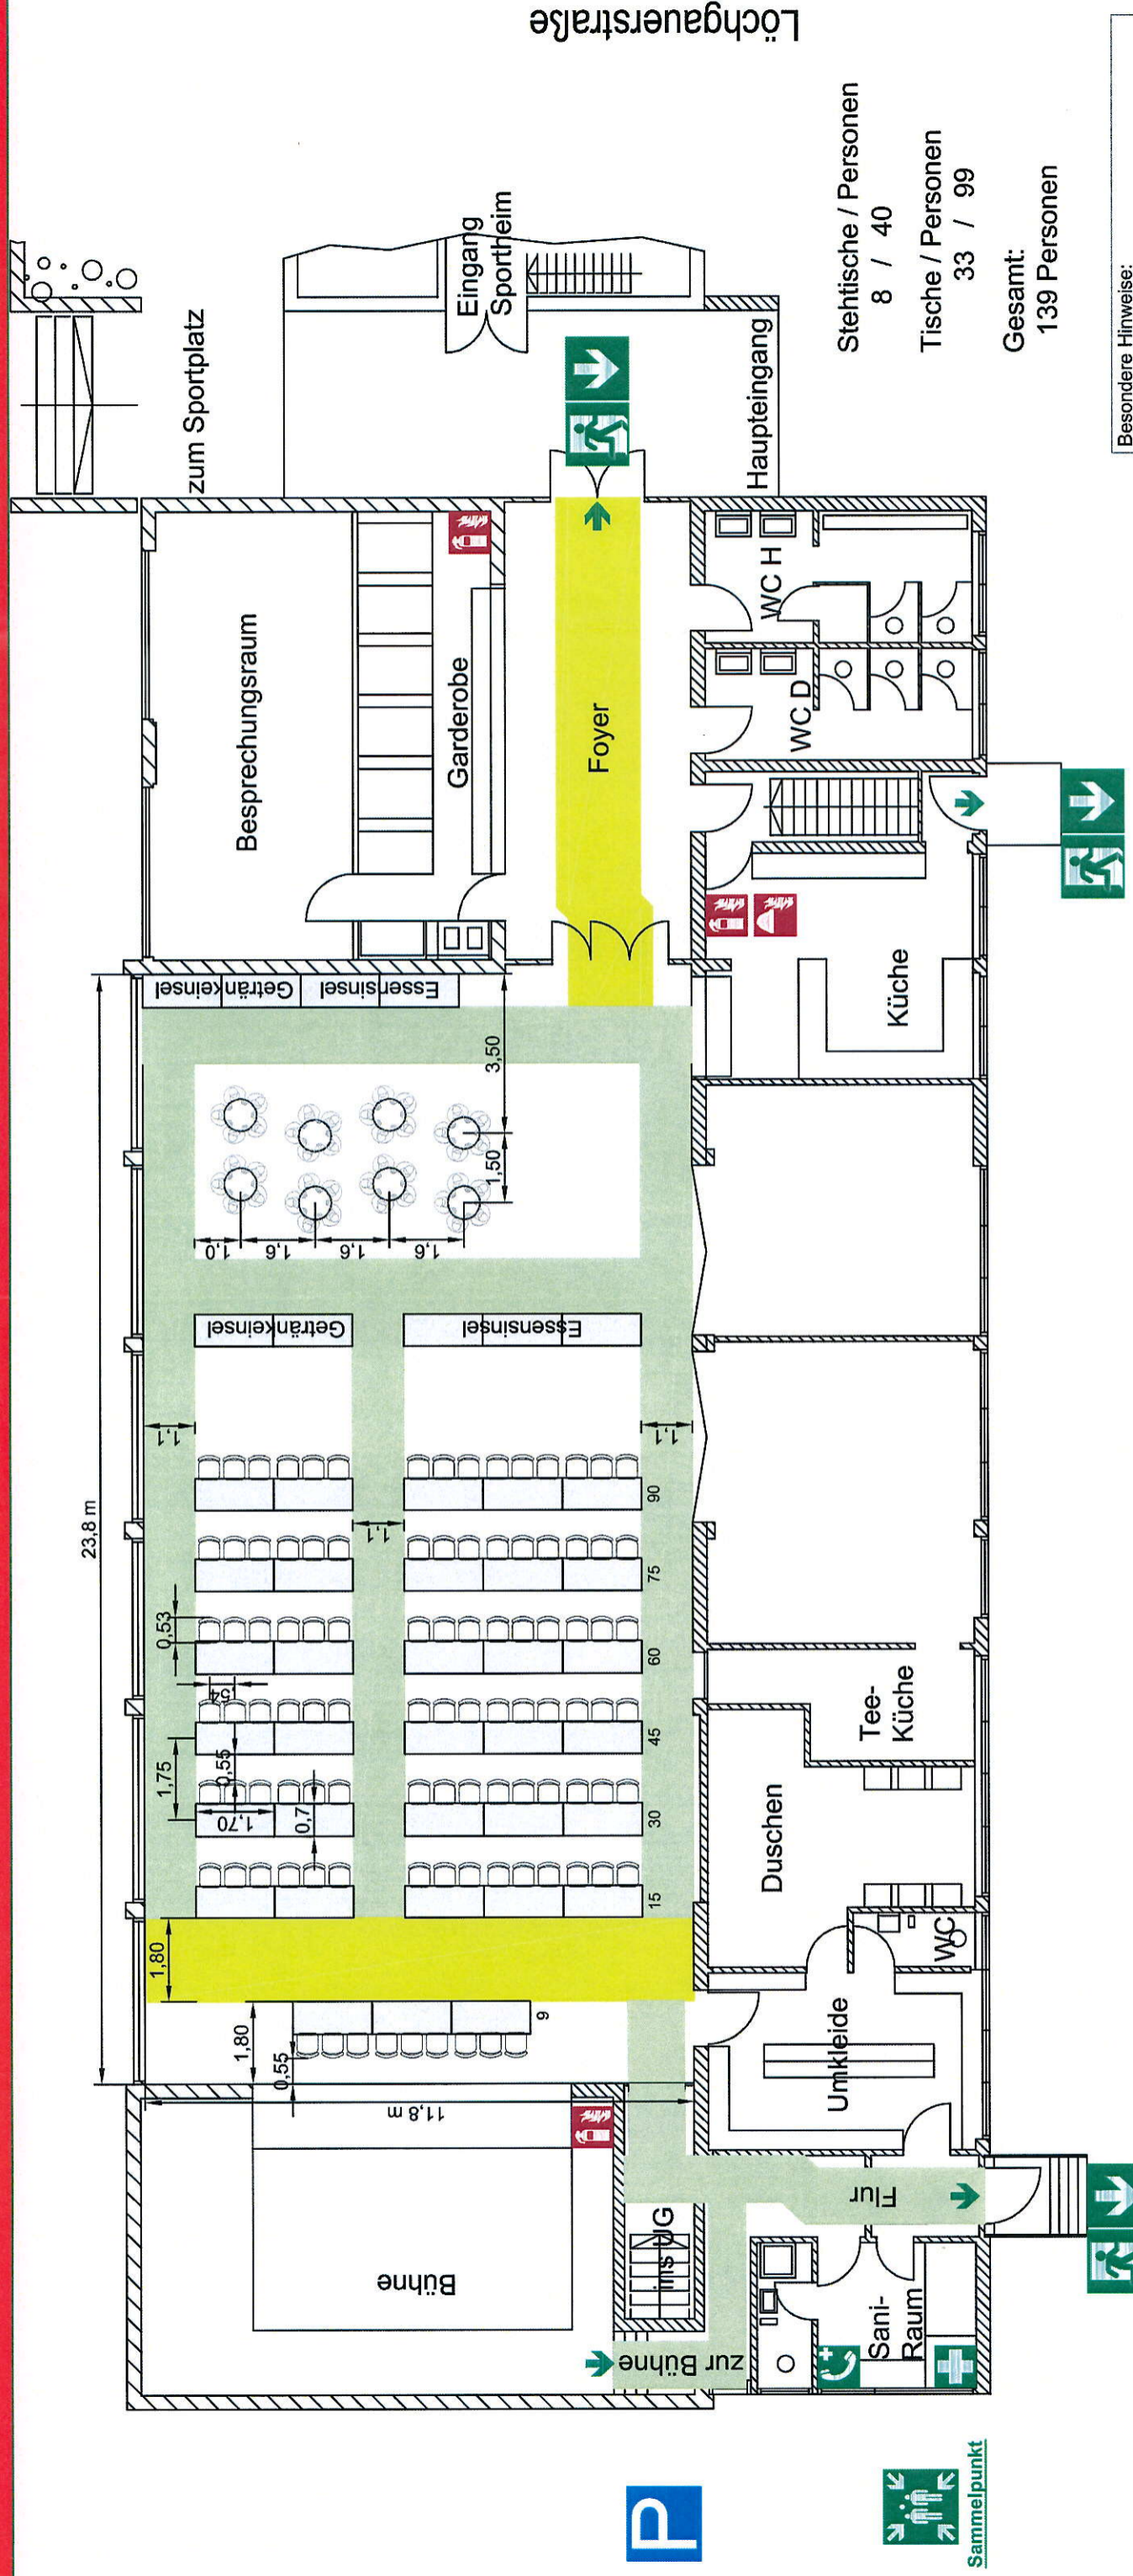 Löchgauerstraße
zum Sportplatz
Eingang
Sportheim
Haupteingang
Stehtische / Personen
8 / 40
Tische / Personen
33 / 99
Gesamt:
139 Personen
Besondere Hinweise:
Besprechungsraum
Garderobe
Foyer
WC H
WC D
Küche
23,8 m
Getränkeinsel
Essensinsel
3,50
1,50
1,0
1,6
1,6
1,6
Getränkeinsel
Essensinsel
1,1
1,1
1,1
0,53
,54
1,75
0,55
1,70
0,7
90
75
60
45
30
15
1,80
1,80
0,55
9
11,8 m
Tee-
Küche
Duschen
WC
Umkleide
Bühne
ins UG
Flur
zur Bühne
Sani-
Raum
P
Sammelpunkt